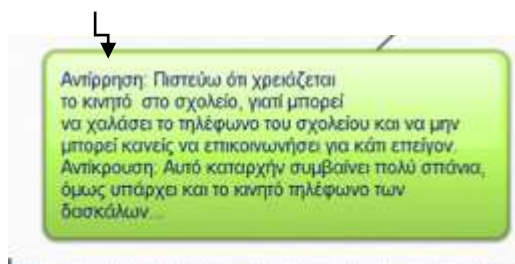 Αντίρρηση: Πιστεύω ότι χρειάζεται
το κινητό στο σχολείο, γιατί μπορεί
να χαλάσει το τηλέφωνο του σχολείου και να μην
μπορεί κανείς να επικοινωνήσει για κάτι επείγον.
Αντίκρουση: Αυτό καταρχήν συμβαίνει πολύ σπάνια,
όμως υπάρχει και το κινητό τηλέφωνο των
δασκάλων...